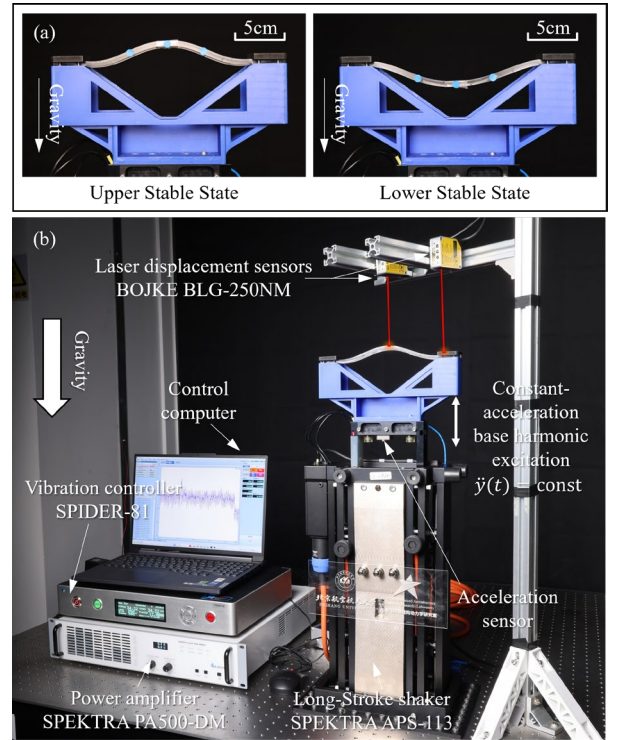 (a)
5cm
5cm
Gravity
Gravity
Upper Stable State
Lower Stable State
(b)
Laser displacement sensors
BOJKE BLG-250NM
Gravity
Control
computer
Constant-
acceleration
base harmonic
excitation
ÿ(t) = const
Vibration controller
SPIDER-81
Acceleration
sensor
Power amplifier
SPEKTRA PA500-DM
Long-Stroke shaker
SPEKTRA APS-113